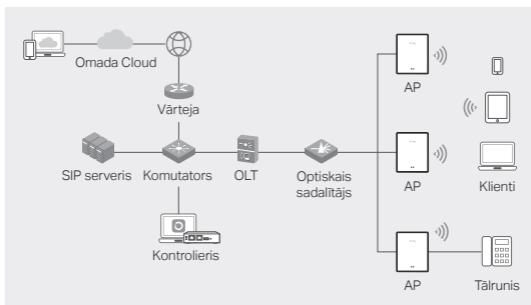 Omada Cloud
Vārteja
SIP serveris
Komutators
OLT
Optiskais
sadalītājs
Kontrolieris
AP
AP
Klienti
AP
Tālrunis